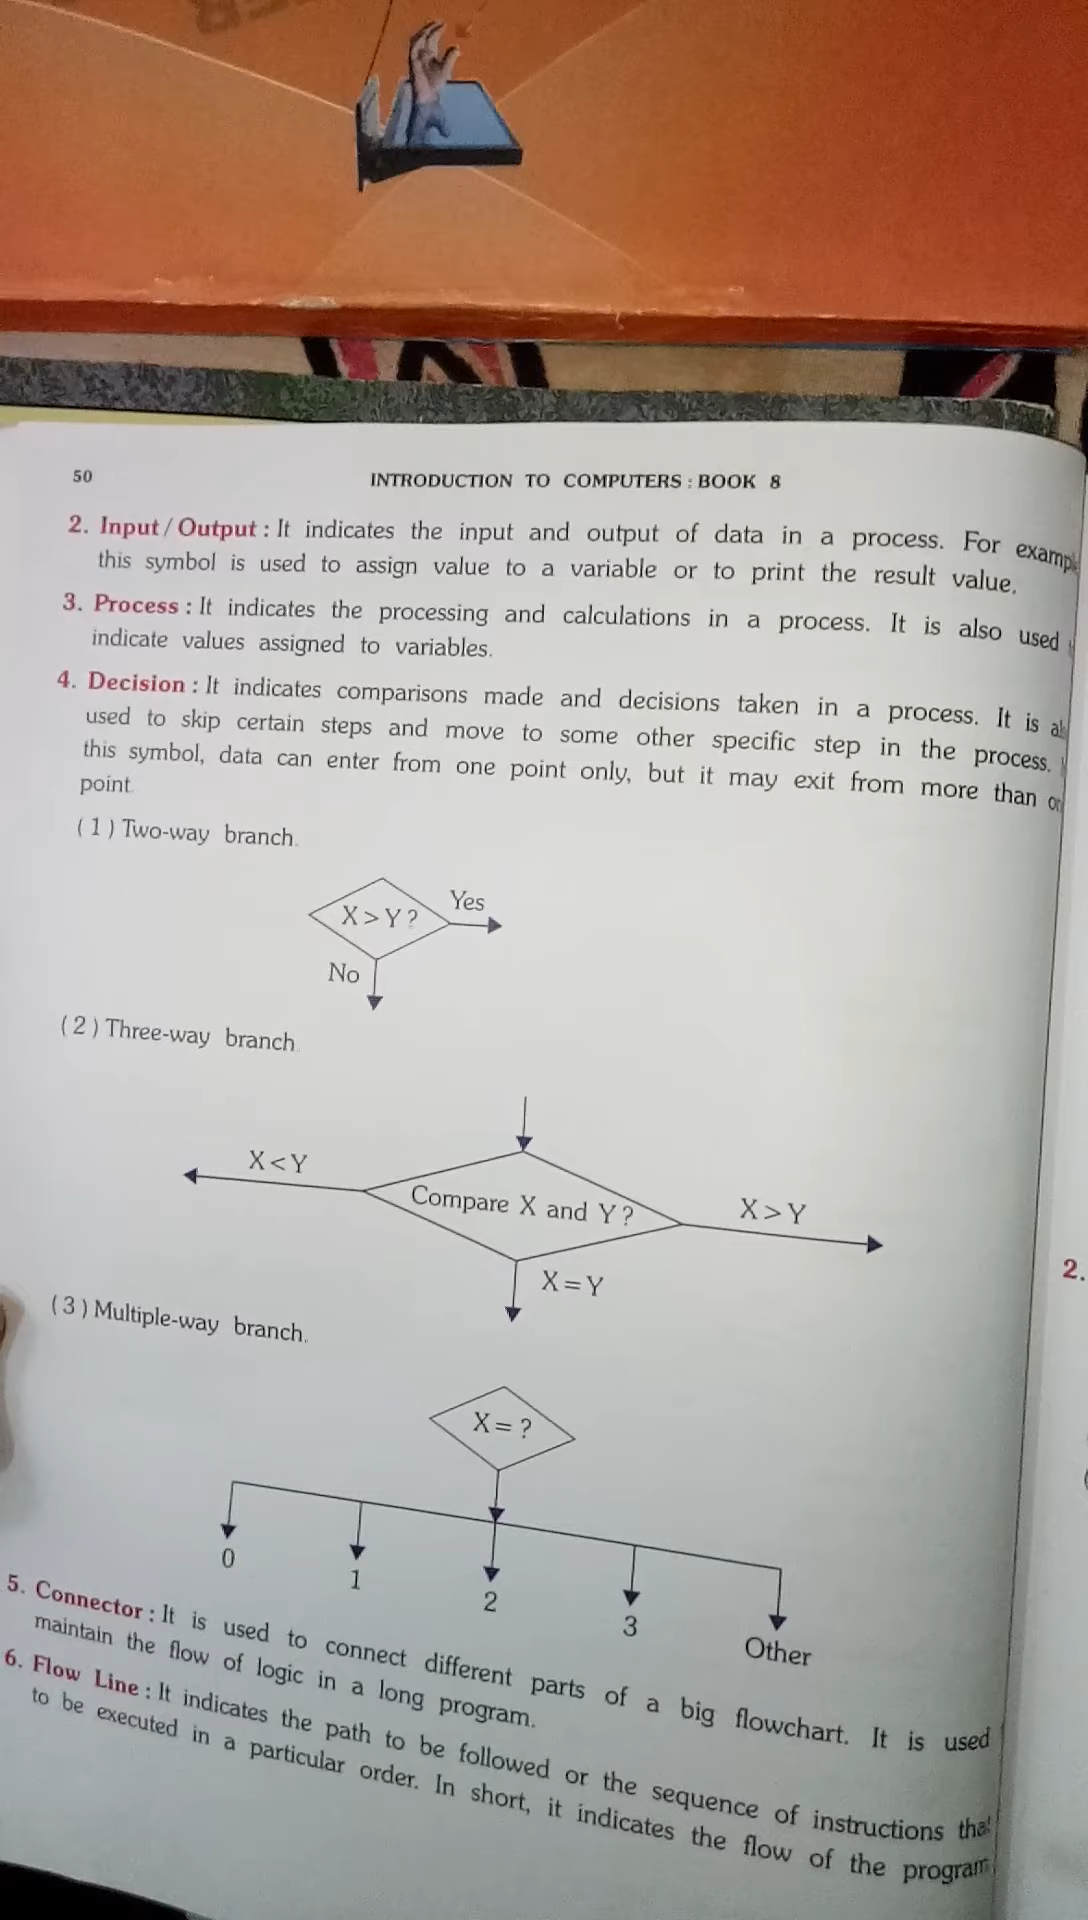 50
INTRODUCTION TO COMPUTERS : BOOK 8
2. Input / Output : It indicates the input and output of data in a process. For
this symbol is used to assign value to a variable or to print the result value.
3. Process : It indicates the processing and calculations in a process. It is also used
indicate values assigned to variables.
4. Decision : It indicates comparisons made and decisions taken in a process. It is
used to skip certain steps and move to some other specific step in the process.
this symbol, data can enter from one point only, but it may exit from more than
point.
( 1 ) Two-way branch.
X > Y ?
Yes
No
( 2 ) Three-way branch.
X < Y
Compare X and Y ?
X > Y
X = Y
2.
( 3 ) Multiple-way branch.
X = ?
0
1
2
3
Other
5. Connector : It is used to connect different parts of a big flowchart. It is used
maintain the flow of logic in a long program.
6. Flow Line : It indicates the path to be followed or the sequence of instructions that
to be executed in a particular order. In short, it indicates the flow of the program